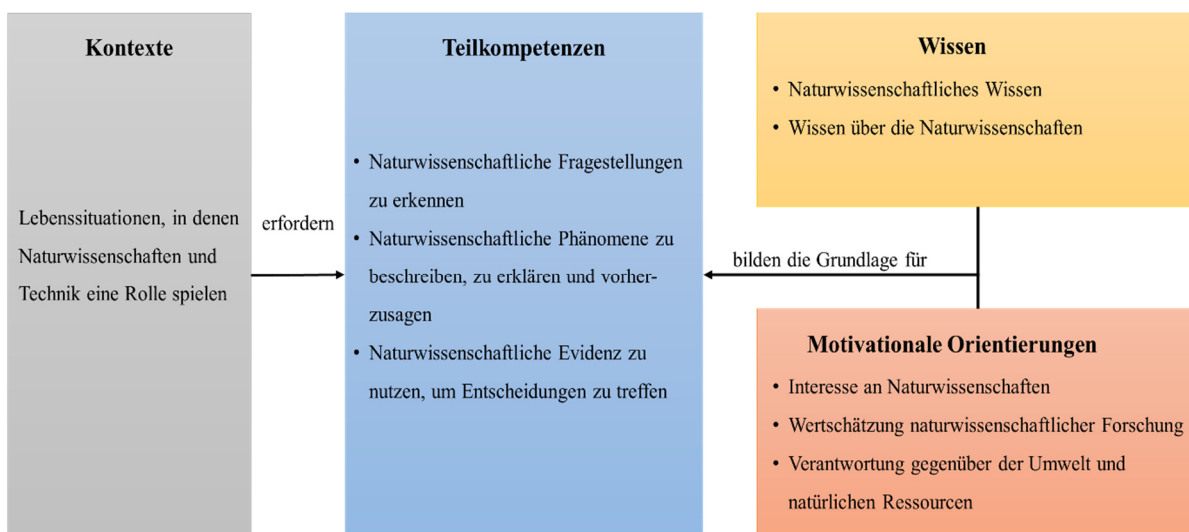 Kontexte
Lebenssituationen, in denen
Naturwissenschaften und
Technik eine Rolle spielen
erfordern
Teilkompetenzen
• Naturwissenschaftliche Fragestellungen
zu erkennen
• Naturwissenschaftliche Phänomene zu
beschreiben, zu erklären und vorher-
zusagen
• Naturwissenschaftliche Evidenz zu
nutzen, um Entscheidungen zu treffen
bilden die Grundlage für
Wissen
• Naturwissenschaftliches Wissen
• Wissen über die Naturwissenschaften
Motivationale Orientierungen
• Interesse an Naturwissenschaften
• Wertschätzung naturwissenschaftlicher Forschung
• Verantwortung gegenüber der Umwelt und
natürlichen Ressourcen